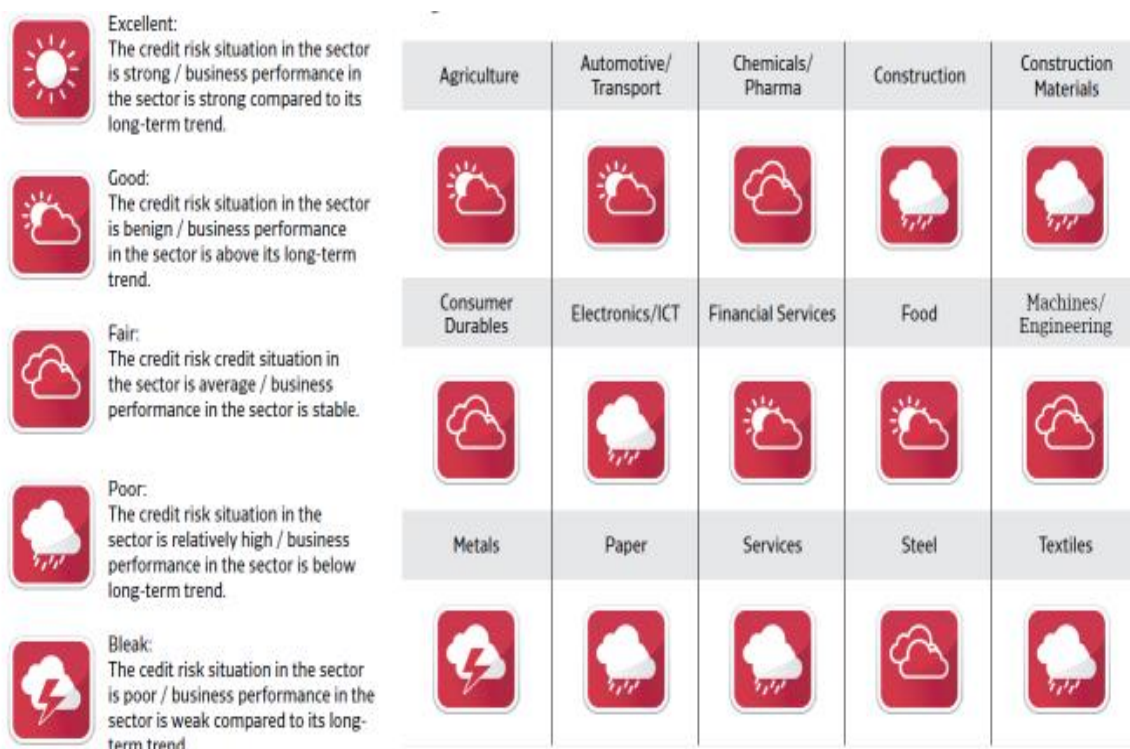 Excellent:
The credit risk situation in the sector
is strong / business performance in
the sector is strong compared to its
long-term trend.
Good:
The credit risk situation in the sector
is benign / business performance
in the sector is above its long-term
trend.
Fair:
The credit risk credit situation in
the sector is average / business
performance in the sector is stable.
Poor:
The credit risk situation in the
sector is relatively high / business
performance in the sector is below
long-term trend.
Bleak:
The cedit risk situation in the sector
is poor / business performance in the
sector is weak compared to its long-
term trend
Agriculture
Automotive/
Transport
Chemicals/
Pharma
Construction
Construction
Materials
Consumer
Durables
Electronics/ICT
Financial Services
Food
Machines/
Engineering
Metals
Paper
Services
Steel
Textiles